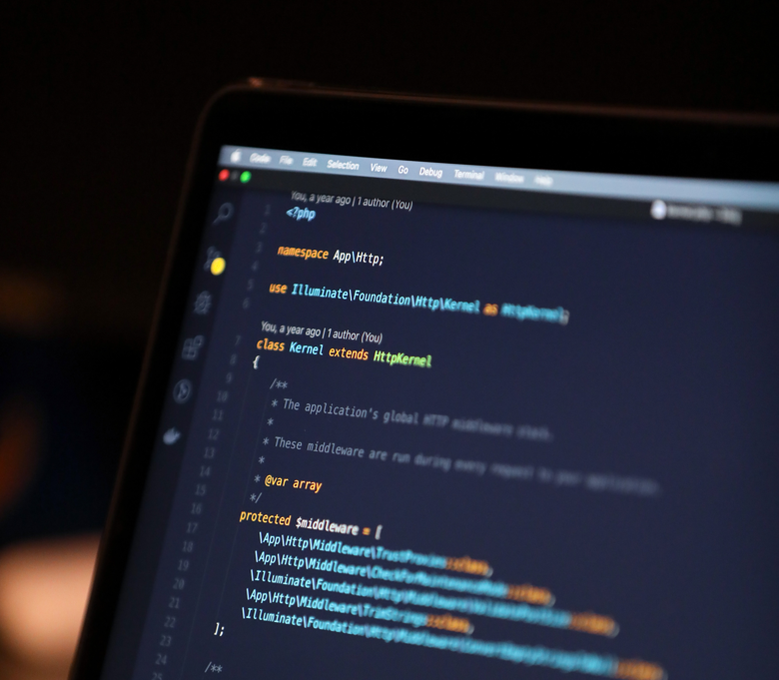 Code File Edit Selection View Go Debug Terminal Window Help
You, a year ago | 1 author (You)
1 <?php
2
3 namespace App\Http;
4
5 use Illuminate\Foundation\Http\Kernel as HttpKernel;
6
You, a year ago | 1 author (You)
7 class Kernel extends HttpKernel
8 {
9 /**
10 * The application's global HTTP middleware stack.
11 *
12 * These middleware are run during every request to your application.
13 *
14 * @var array
15 */
16 protected $middleware = [
17 \App\Http\Middleware\TrustProxies::class,
18 \App\Http\Middleware\CheckForMaintenanceMode::class,
19 \Illuminate\Foundation\Http\Middleware\ValidatePostSize::class,
20 \App\Http\Middleware\TrimStrings::class,
21 \Illuminate\Foundation\Http\Middleware\ConvertEmptyStringsToNull::class,
22 ];
23
24 /**
25